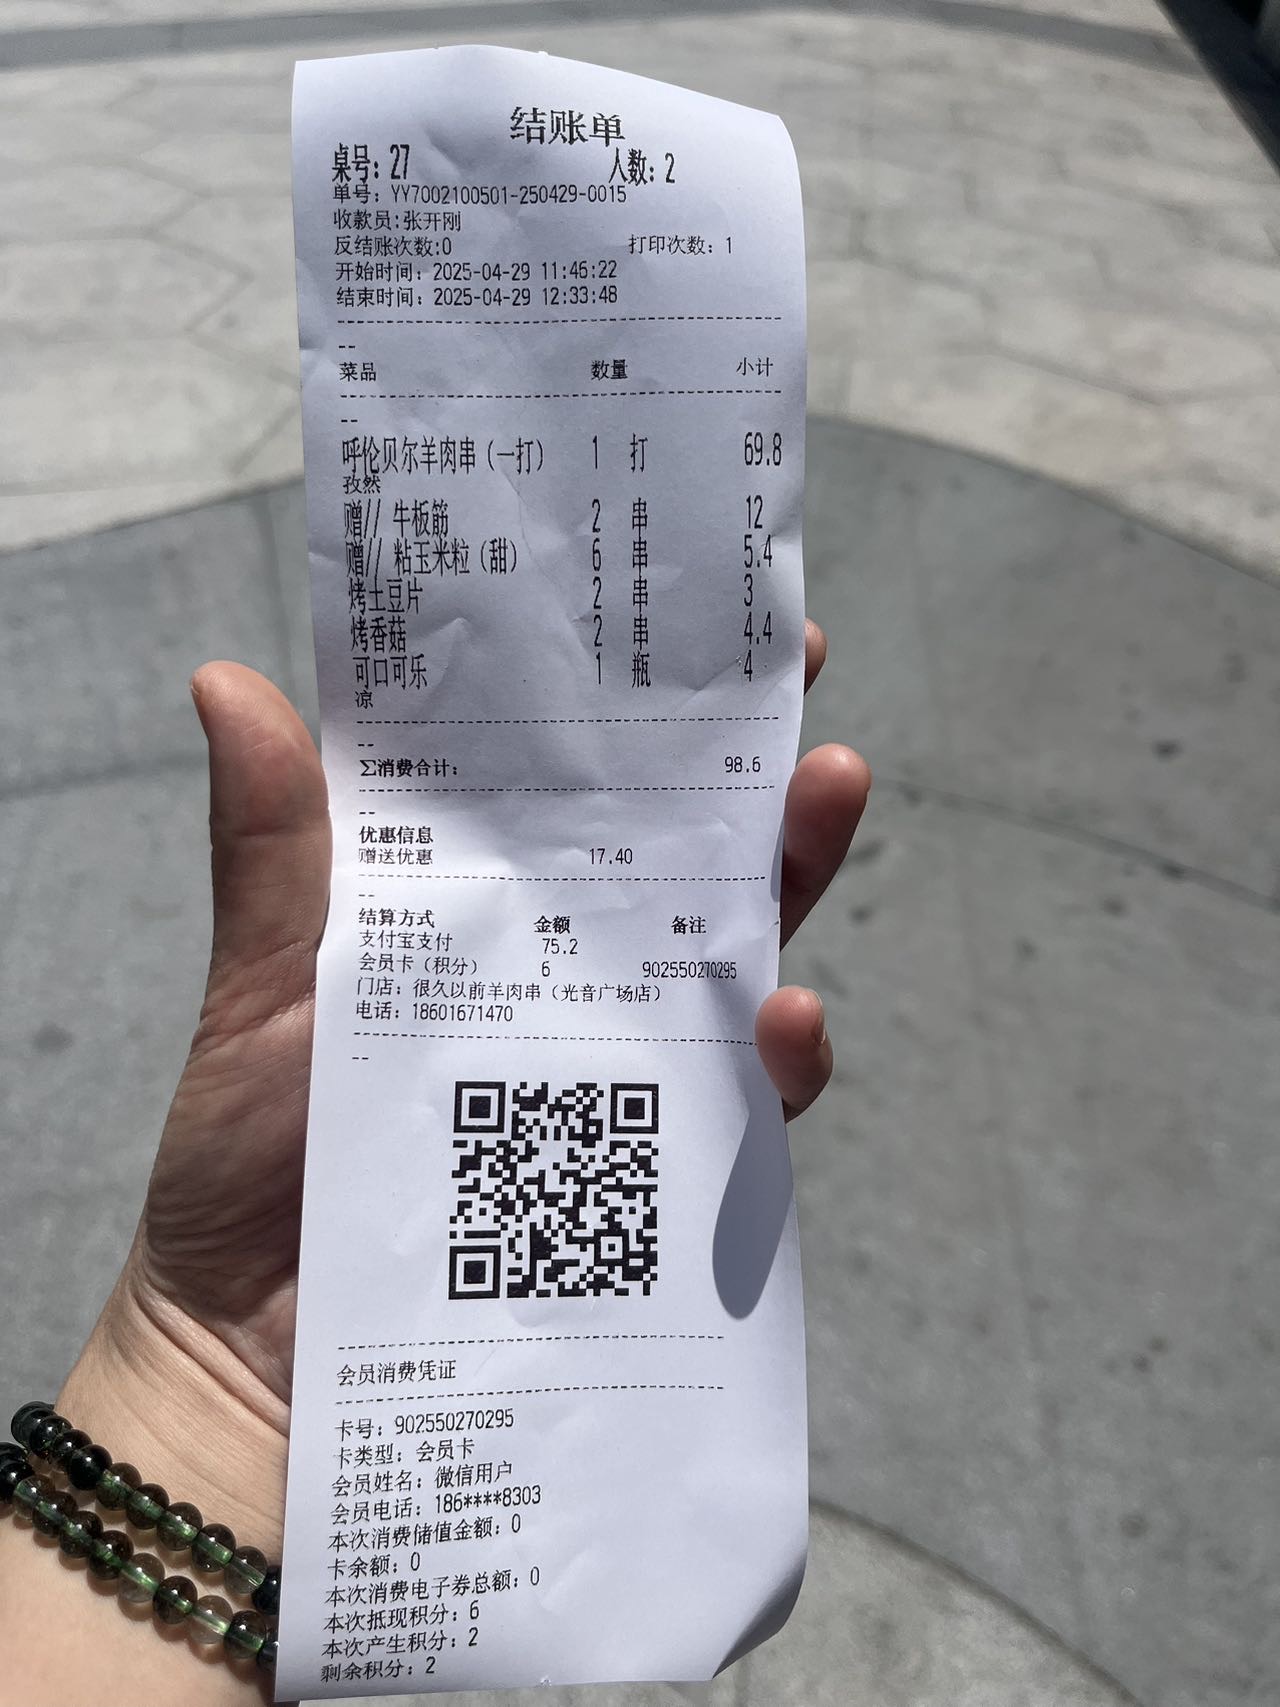 结账单
桌号：27 人数：2
单号：YY7002100501-250429-0015
收款员:张开刚
反结账次数:0 打印次数：1
开始时间：2025-04-29 11:46:22
结束时间：2025-04-29 12:33:48
--
菜品 数量 小计
--
呼伦贝尔羊肉串（一打） 1 打 69.8
孜然
赠// 牛板筋 2 串 12
赠// 粘玉米粒（甜） 6 串 5.4
烤土豆片 2 串 3
烤香菇 2 串 4.4
可口可乐 1 瓶 4
凉
--
∑消费合计： 98.6
--
优惠信息
赠送优惠 17.40
--
结算方式 金额 备注
支付宝支付 75.2
会员卡（积分） 6 902550270295
门店：很久以前羊肉串（光音广场店）
电话：18601671470
--
会员消费凭证
卡号：902550270295
卡类型：会员卡
会员姓名：微信用户
会员电话：186****8303
本次消费储值金额：0
卡余额：0
本次消费电子券总额：0
本次抵现积分：6
本次产生积分：2
剩余积分：2